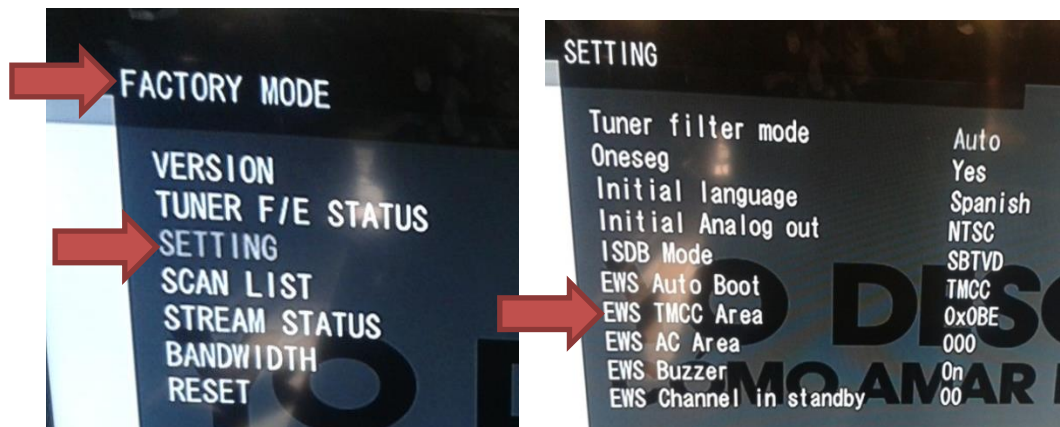 FACTORY MODE
VERSION
TUNER F/E STATUS
SETTING
SCAN LIST
STREAM STATUS
BANDWIDTH
RESET
SETTING
Tuner filter mode Auto
Oneseg Yes
Initial language Spanish
Initial Analog out NTSC
ISDB Mode SBTVD
EWS Auto Boot TMCC
EWS TMCC Area 0x0BE
EWS AC Area 000
EWS Buzzer On
EWS Channel in standby 00
CÓMO AMAR